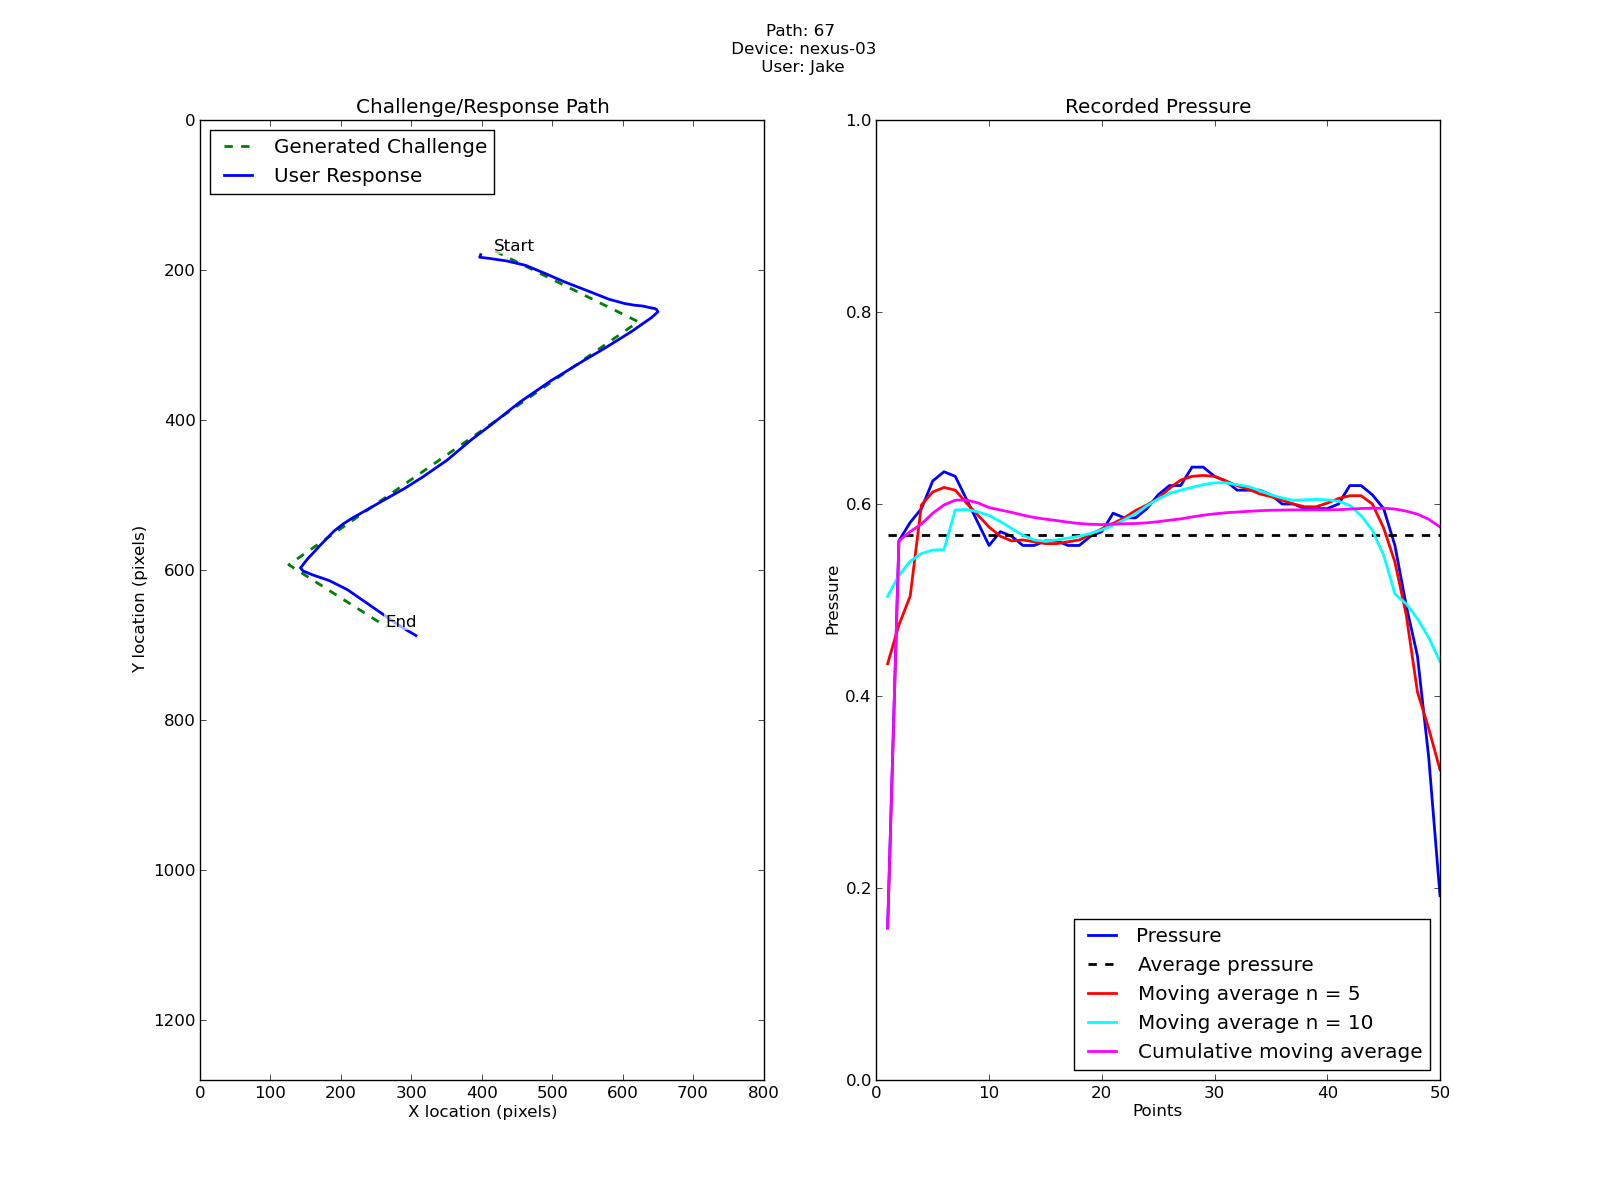 Path: 67
Device: nexus-03
User: Jake
Challenge/Response Path
Generated Challenge
User Response
Start
End
0
200
400
600
800
1000
1200
Y location (pixels)
0 100 200 300 400 500 600 700 800
X location (pixels)
Recorded Pressure
1.0
0.8
0.6
0.4
0.2
0.0
Pressure
Pressure
Average pressure
Moving average n = 5
Moving average n = 10
Cumulative moving average
0 10 20 30 40 50
Points